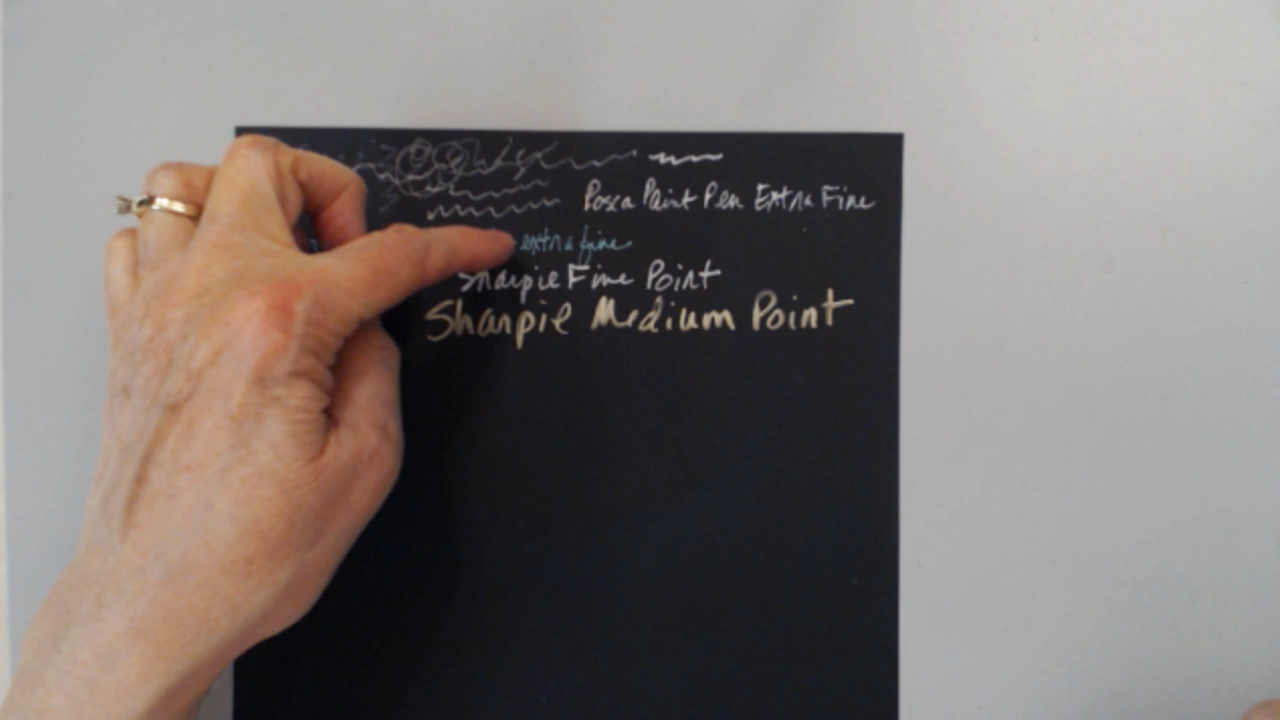 Posca Paint Pen Extra Fine
extra fine
Sharpie Fine Point
Sharpie Medium Point